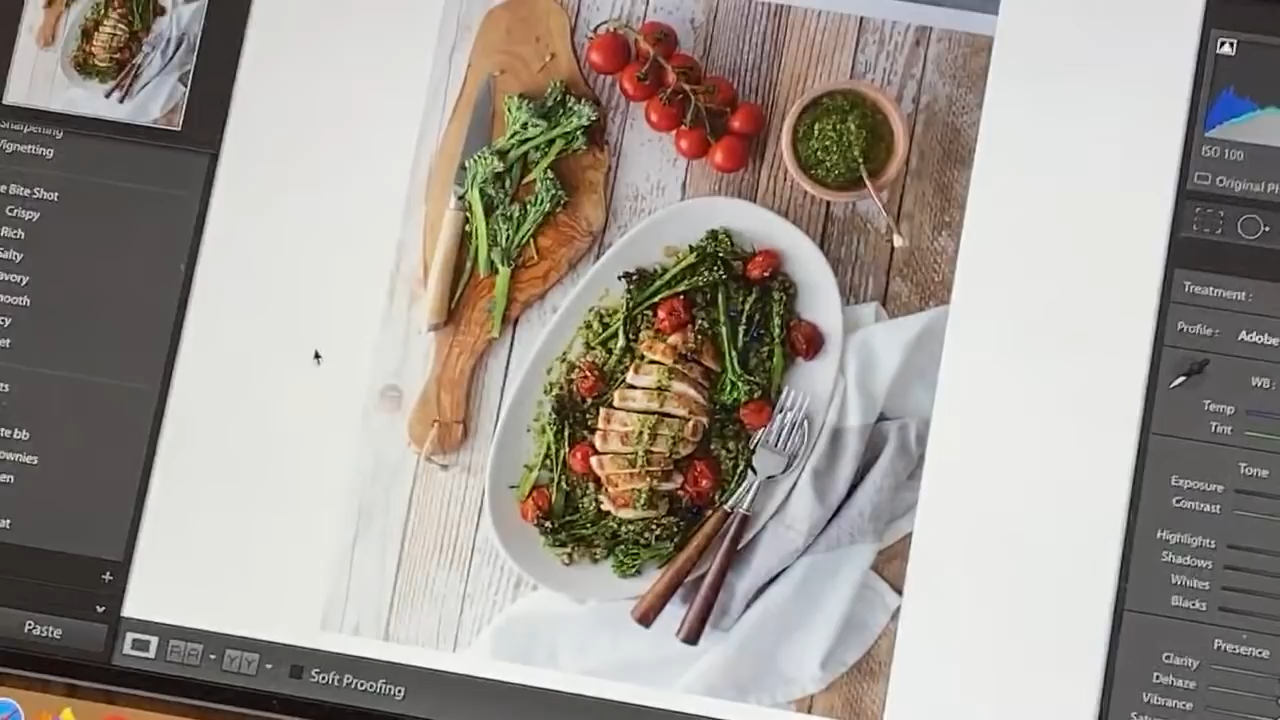 Vignetting
e Bite Shot
Crispy
Rich
Salty
avory
mooth
cy
et
ts
te bb
ownies
en
at
Paste
Soft Proofing
ISO 100
Original Ph
Treatment :
Profile : Adobe
WB :
Temp
Tint
Tone
Exposure
Contrast
Highlights
Shadows
Whites
Blacks
Presence
Clarity
Dehaze
Vibrance